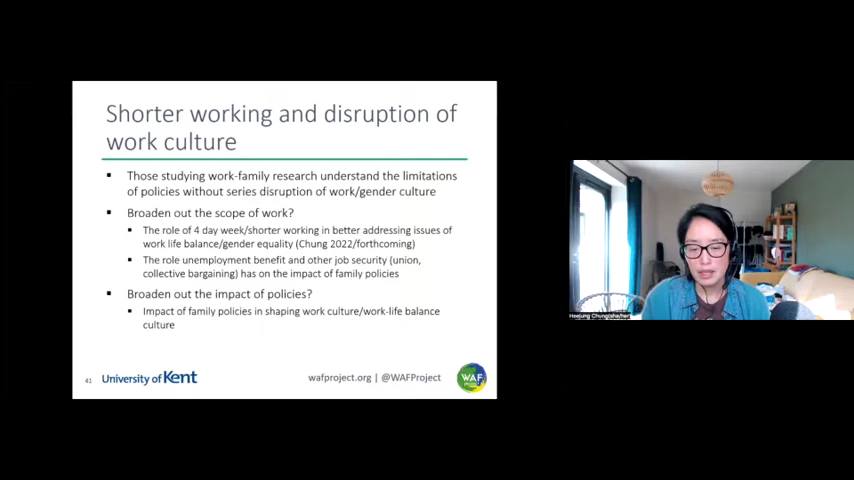 Shorter working and disruption of
work culture
Those studying work-family research understand the limitations
of policies without series disruption of work/gender culture
Broaden out the scope of work?
The role of 4 day week/shorter working in better addressing issues of
work life balance/gender equality (Chung 2022/forthcoming)
The role unemployment benefit and other job security (union,
collective bargaining) has on the impact of family policies
Broaden out the impact of policies?
Impact of family policies in shaping work culture/work-life balance
culture
41
University of Kent
wafproject.org | @WAFProject
WAF
Heejung Chung(she/her)